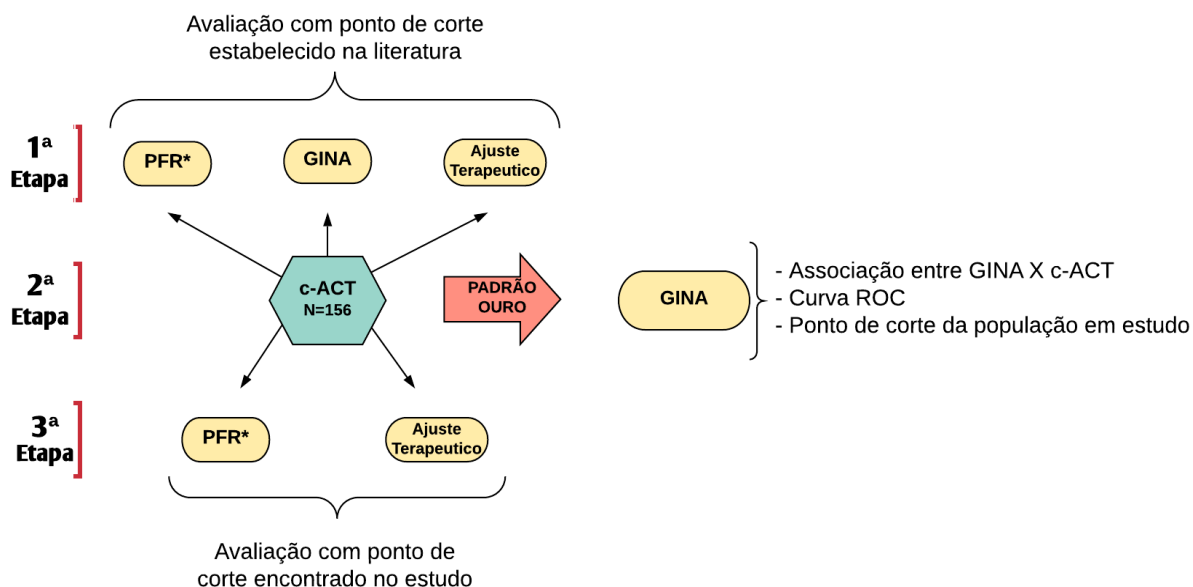 Avaliação com ponto de corte
estabelecido na literatura
1ª
Etapa
PFR*
GINA
Ajuste
Terapeutico
2ª
Etapa
c-ACT
N=156
PADRÃO
OURO
GINA
- Associação entre GINA X c-ACT
- Curva ROC
- Ponto de corte da população em estudo
3ª
Etapa
PFR*
Ajuste
Terapeutico
Avaliação com ponto de
corte encontrado no estudo